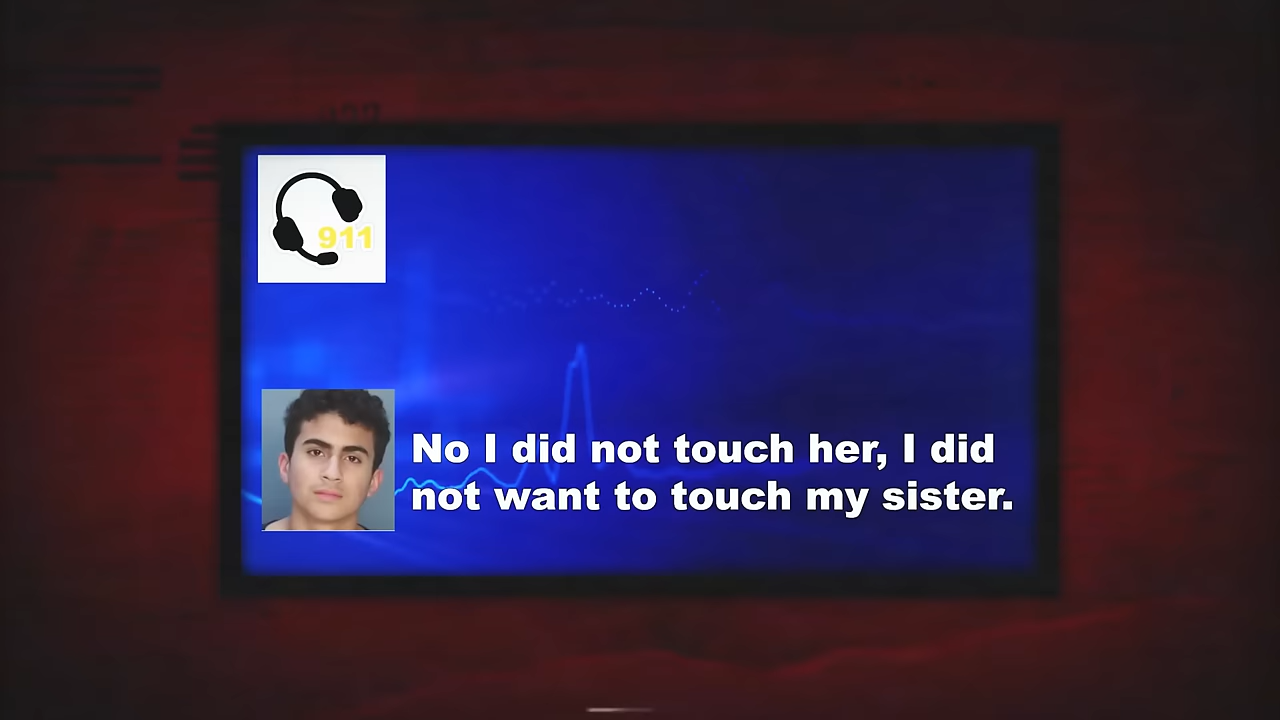 911
No I did not touch her, I did
not want to touch my sister.